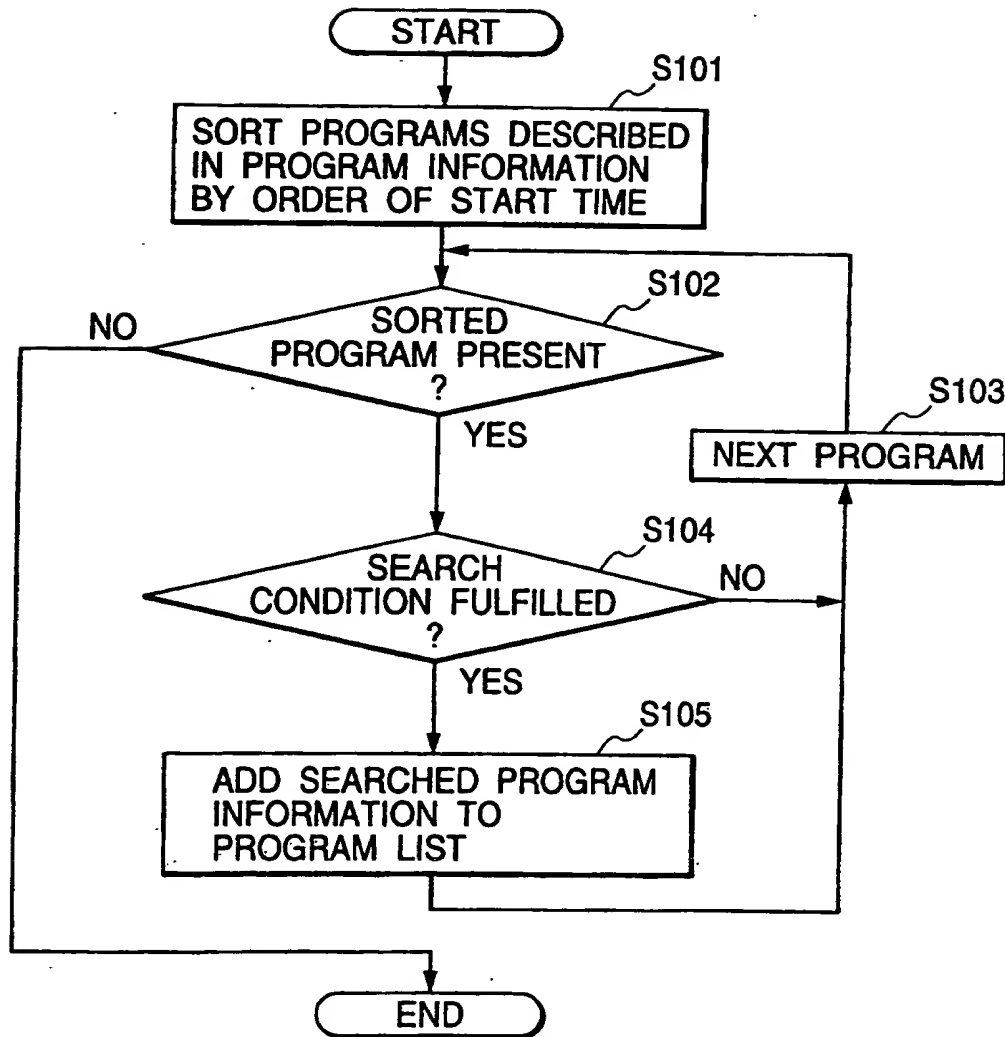 START
S101
SORT PROGRAMS DESCRIBED
IN PROGRAM INFORMATION
BY ORDER OF START TIME
S102
NO
SORTED
PROGRAM PRESENT
?
YES
S103
NEXT PROGRAM
S104
SEARCH
CONDITION FULFILLED
?
NO
YES
S105
ADD SEARCHED PROGRAM
INFORMATION TO
PROGRAM LIST
END